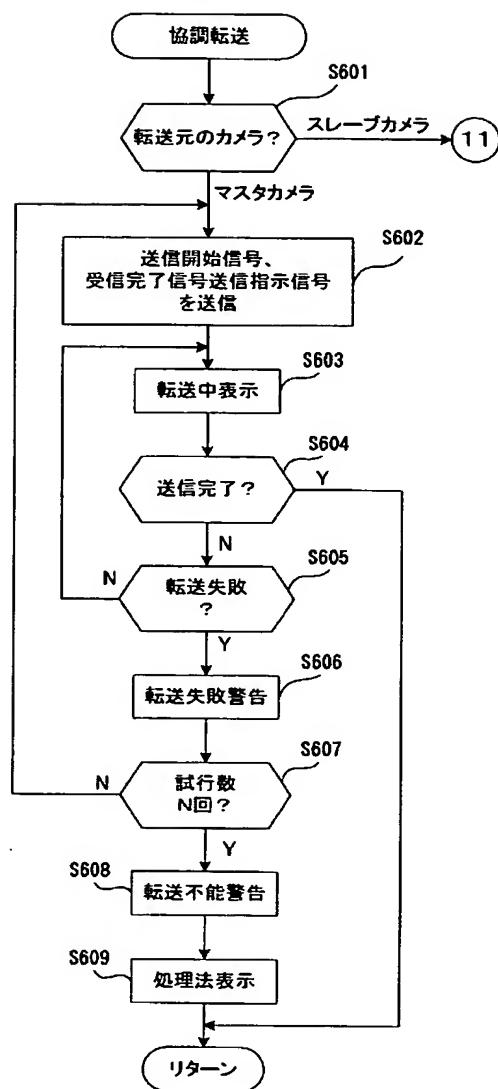 協調転送
S601
転送元のカメラ?
スレーブカメラ
11
マスタカメラ
S602
送信開始信号、
受信完了信号送信指示信号
を送信
S603
転送中表示
S604
送信完了?
Y
N
S605
転送失敗
?
N
Y
S606
転送失敗警告
S607
試行数
N回?
N
Y
S608
転送不能警告
S609
処理法表示
リターン